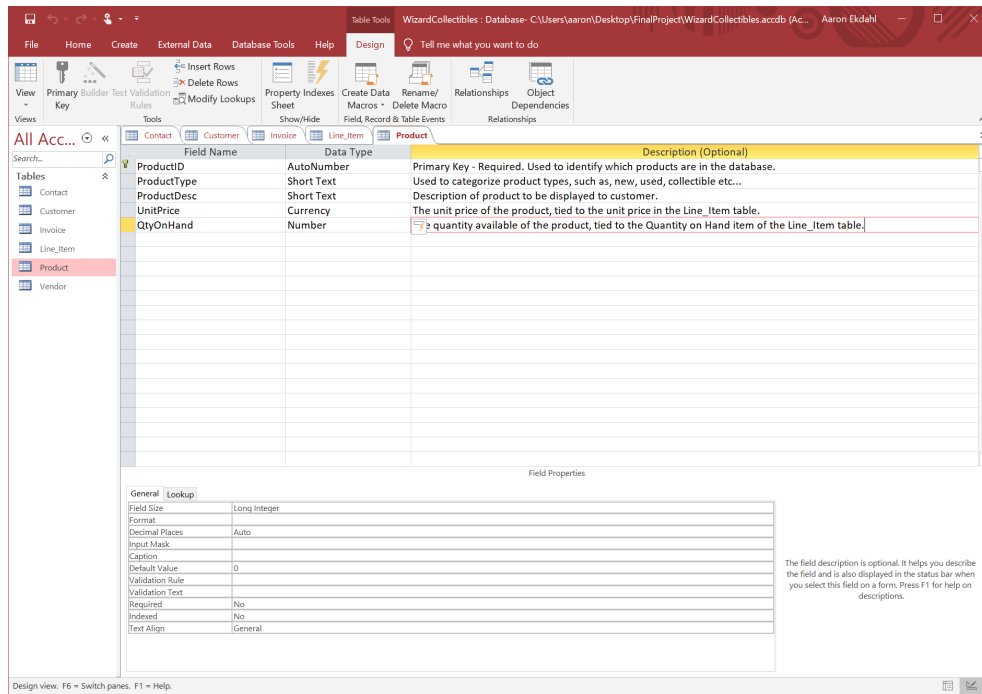 Table Tools WizardCollectibles : Database- C:\Users\aaron\Desktop\FinalProject\WizardCollectibles.accdb (Ac... Aaron Ekdahl
File Home Create External Data Database Tools Help Design Tell me what you want to do
View
Primary Key
Builder
Test Validation Rules
Insert Rows
Delete Rows
Modify Lookups
Property Sheet
Indexes
Create Data Macros
Rename/ Delete Macro
Relationships
Object Dependencies
Views Tools Show/Hide Field, Record & Table Events Relationships
All Acc...
Search...
Tables
Contact
Customer
Invoice
Line_Item
Product
Vendor
Contact Customer Invoice Line_Item Product
Field Name Data Type Description (Optional)
ProductID AutoNumber Primary Key - Required. Used to identify which products are in the database.
ProductType Short Text Used to categorize product types, such as, new, used, collectible etc...
ProductDesc Short Text Description of product to be displayed to customer.
UnitPrice Currency The unit price of the product, tied to the unit price in the Line_Item table.
QtyOnHand Number e quantity available of the product, tied to the Quantity on Hand item of the Line_Item table.
Field Properties
General Lookup
Field Size Long Integer
Format
Decimal Places Auto
Input Mask
Caption
Default Value 0
Validation Rule
Validation Text
Required No
Indexed No
Text Align General
The field description is optional. It helps you describe
the field and is also displayed in the status bar when
you select this field on a form. Press F1 for help on
descriptions.
Design view. F6 = Switch panes. F1 = Help.